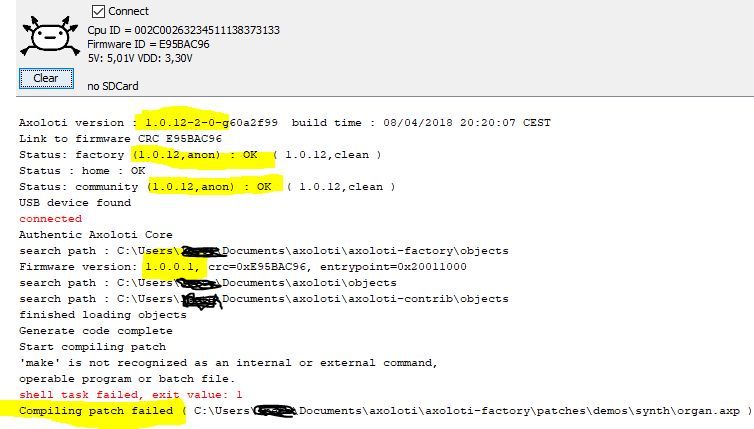 Connect
Cpu ID = 002C00263234511138373133
Firmware ID = E95BAC96
5V: 5,01V VDD: 3,30V
Clear
no SDCard
Axoloti version : 1.0.12-2-0-g60a2f99 build time : 08/04/2018 20:20:07 CEST
Link to firmware CRC E95BAC96
Status: factory (1.0.12,anon) : OK ( 1.0.12,clean )
Status : home : OK
Status: community (1.0.12,anon) : OK ( 1.0.12,clean )
USB device found
connected
Authentic Axoloti Core
search path : C:\Users\ Documents\axoloti\axoloti-factory\objects
Firmware version: 1.0.0.1, crc=0xE95BAC96, entrypoint=0x20011000
search path : C:\Users\ Documents\axoloti\objects
search path : C:\Users\ Documents\axoloti\axoloti-contrib\objects
finished loading objects
Generate code complete
Start compiling patch
'make' is not recognized as an internal or external command,
operable program or batch file.
shell task failed, exit value: 1
Compiling patch failed ( C:\Users\ Documents\axoloti\axoloti-factory\patches\demos\synth\organ.axp )